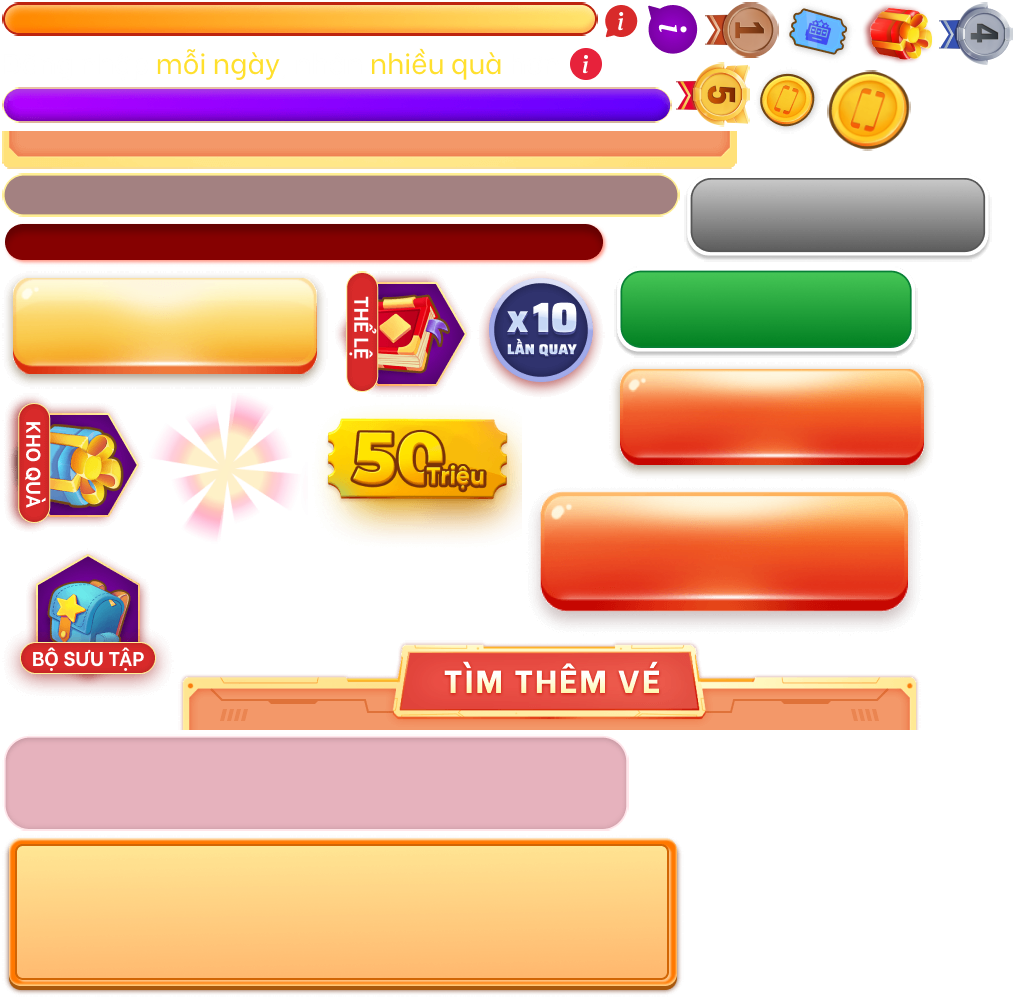 i
i
1
4
mỗi ngày nhiều quà
i
5
THỂ LỆ
x10
LẦN QUAY
KHO QUÀ
50
Triệu
BỘ SƯU TẬP
TÌM THÊM VÉ